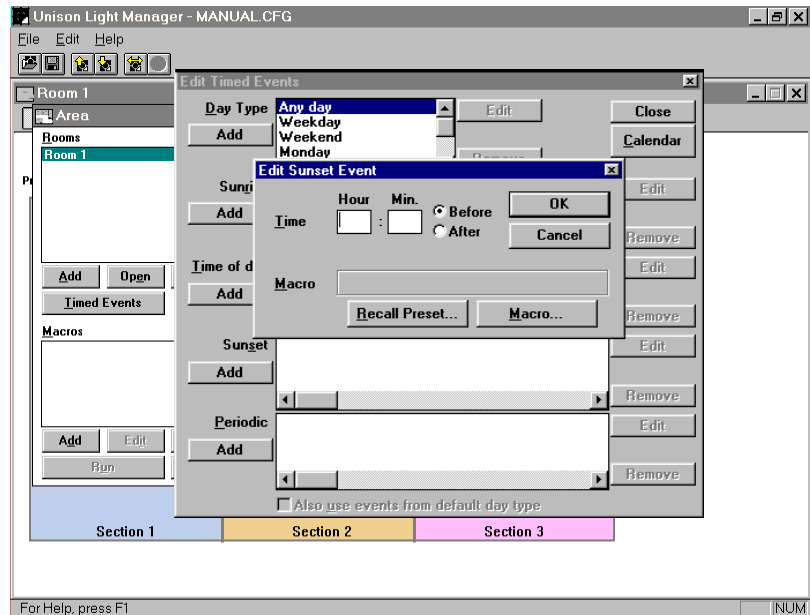 Unison Light Manager - MANUAL.CFG
File Edit Help
Room 1
Area
Rooms
Room 1
Add Open
Timed Events
Macros
Add Edit
Run
Edit Timed Events
Day Type
Add
Any day
Weekday
Weekend
Monday
Edit
Close
Calendar
Add
Edit
Remove
Time of d
Add
Edit
Remove
Edit Sunset Event
Time
Hour Min.
:
Before
After
OK
Cancel
Macro
Recall Preset... Macro...
Sunset
Add
Edit
Remove
Periodic
Add
Edit
Remove
Also use events from default day type
Section 1 Section 2 Section 3
For Help, press F1
NUM